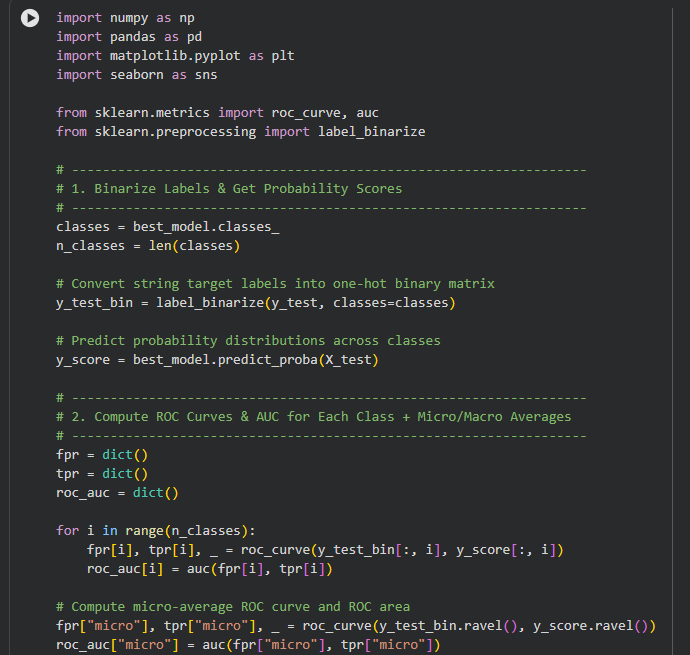 import numpy as np
import pandas as pd
import matplotlib.pyplot as plt
import seaborn as sns

from sklearn.metrics import roc_curve, auc
from sklearn.preprocessing import label_binarize

# -------------------------------------------------------------------
# 1. Binarize Labels & Get Probability Scores
# -------------------------------------------------------------------
classes = best_model.classes_
n_classes = len(classes)

# Convert string target labels into one-hot binary matrix
y_test_bin = label_binarize(y_test, classes=classes)

# Predict probability distributions across classes
y_score = best_model.predict_proba(X_test)

# -------------------------------------------------------------------
# 2. Compute ROC Curves & AUC for Each Class + Micro/Macro Averages
# -------------------------------------------------------------------
fpr = dict()
tpr = dict()
roc_auc = dict()

for i in range(n_classes):
    fpr[i], tpr[i], _ = roc_curve(y_test_bin[:, i], y_score[:, i])
    roc_auc[i] = auc(fpr[i], tpr[i])

# Compute micro-average ROC curve and ROC area
fpr["micro"], tpr["micro"], _ = roc_curve(y_test_bin.ravel(), y_score.ravel())
roc_auc["micro"] = auc(fpr["micro"], tpr["micro"])